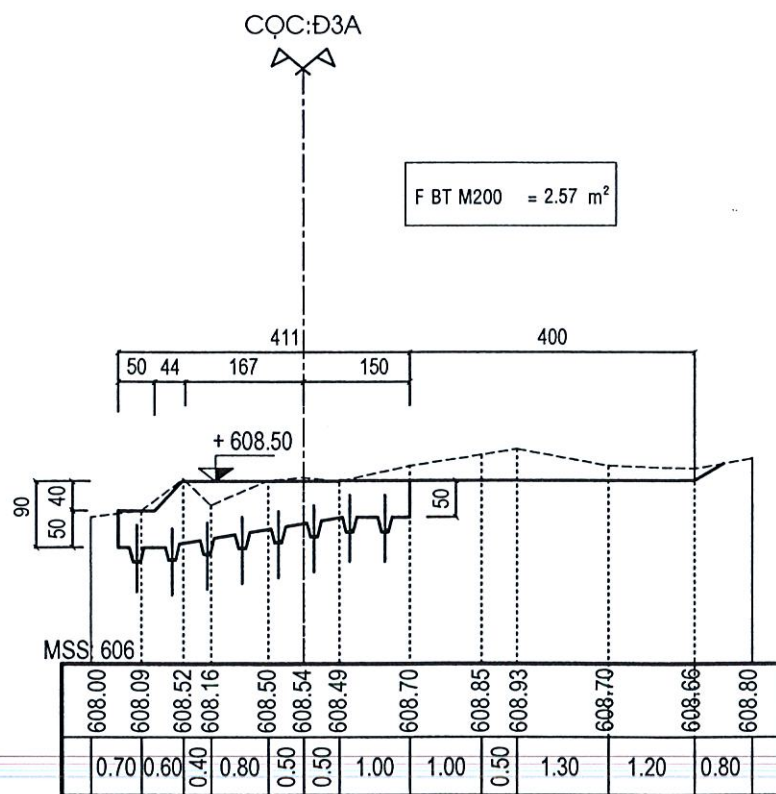 CỌC:Đ3A
F BT M200 = 2.57 m²
411 400
50 44 167 150
+ 608.50
90 40 50 50
MSS: 606
608.00 608.09 608.52 608.16 608.50 608.54 608.49 608.70 608.85 608.93 608.70 608.66 608.80
0.70 0.60 0.40 0.80 0.50 0.50 1.00 1.00 0.50 1.30 1.20 0.80